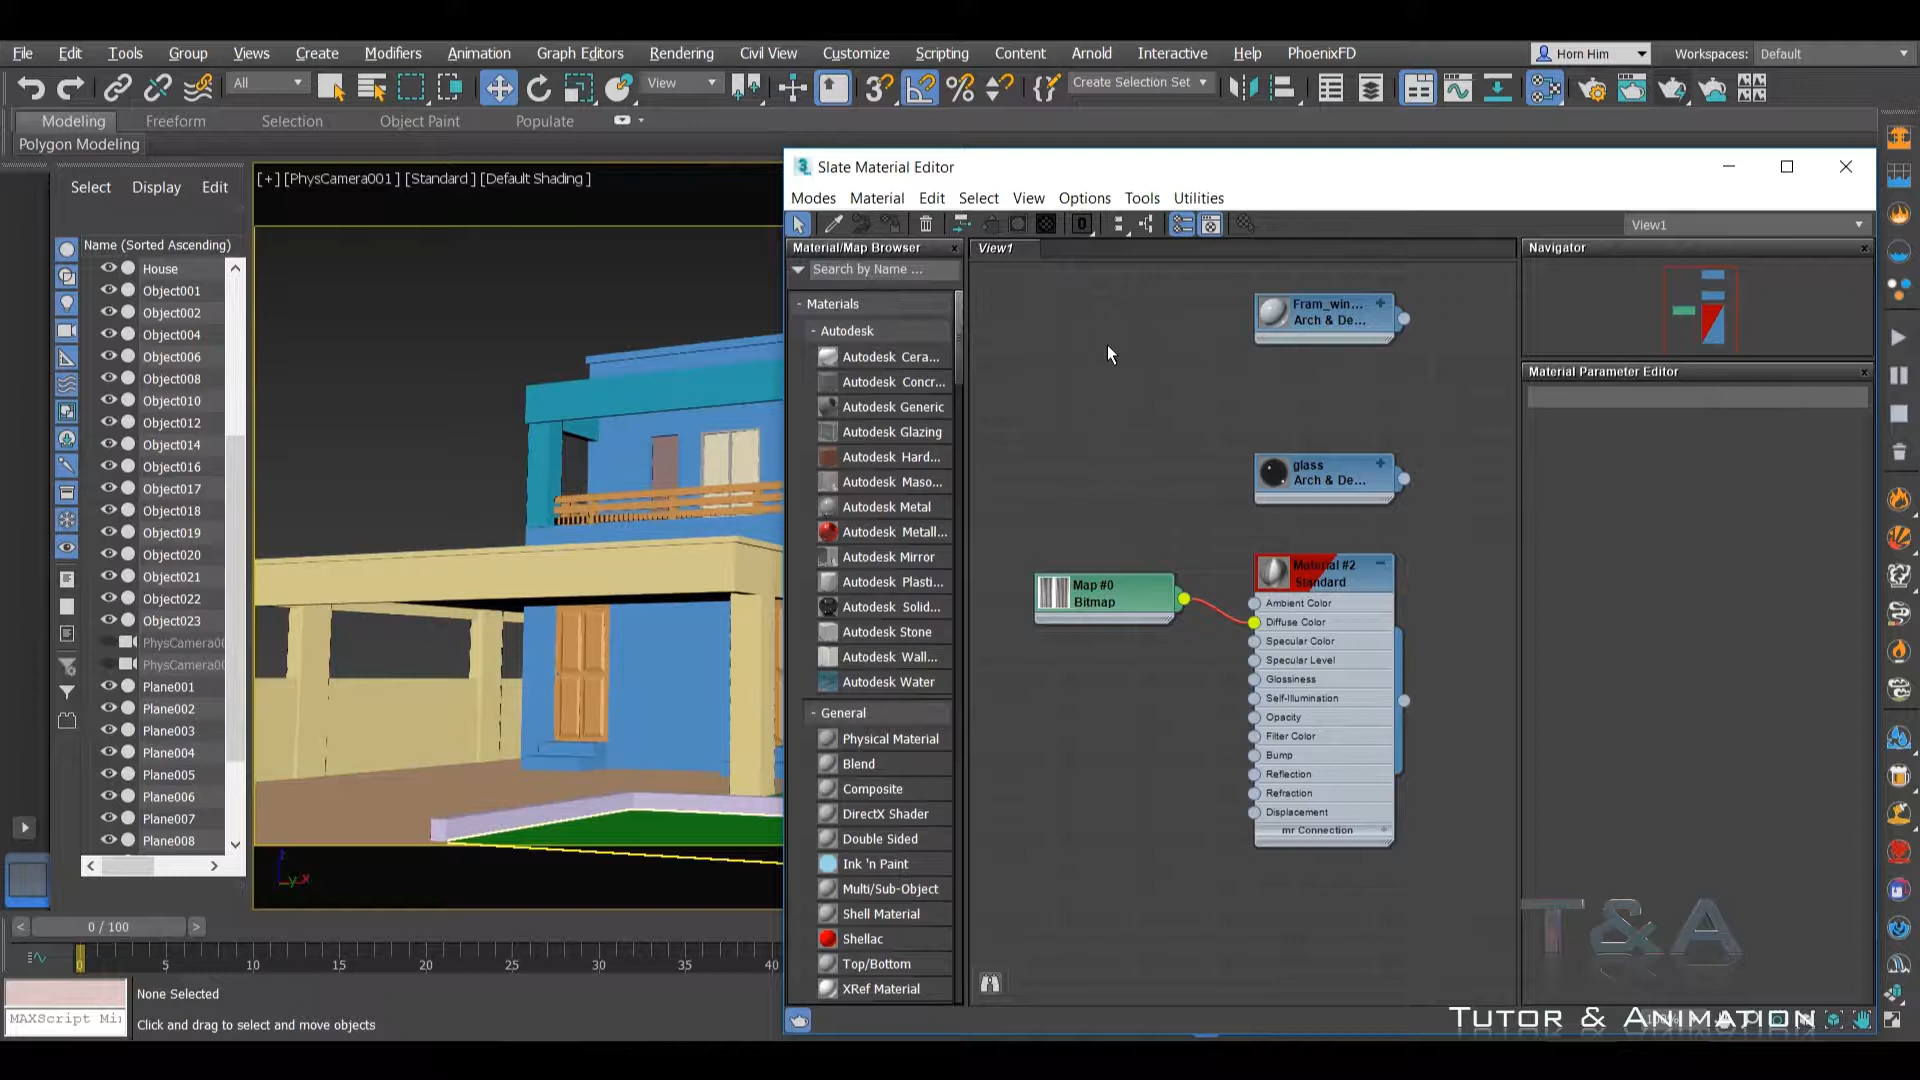 File Edit Tools Group Views Create Modifiers Animation Graph Editors Rendering Civil View Customize Scripting Content Arnold Interactive Help PhoenixFD Horn Him Workspaces: Default
All View Create Selection Set
Modeling Freeform Selection Object Paint Populate
Polygon Modeling
Select Display Edit
Name (Sorted Ascending)
House
Object001
Object002
Object004
Object006
Object008
Object010
Object012
Object014
Object016
Object017
Object018
Object019
Object020
Object021
Object022
Object023
PhysCamera00
PhysCamera00
Plane001
Plane002
Plane003
Plane004
Plane005
Plane006
Plane007
Plane008
[+] [PhysCamera001] [Standard] [Default Shading]
Slate Material Editor
Modes Material Edit Select View Options Tools Utilities
View1
Material/Map Browser
Search by Name ...
- Materials
- Autodesk
Autodesk Cera...
Autodesk Concr...
Autodesk Generic
Autodesk Glazing
Autodesk Hard...
Autodesk Maso...
Autodesk Metal
Autodesk Metall...
Autodesk Mirror
Autodesk Plasti...
Autodesk Solid...
Autodesk Stone
Autodesk Wall...
Autodesk Water
- General
Physical Material
Blend
Composite
DirectX Shader
Double Sided
Ink 'n Paint
Multi/Sub-Object
Shell Material
Shellac
Top/Bottom
XRef Material
View1
Fram_win...
Arch & De...
glass
Arch & De...
Map #0
Bitmap
Material #2
Standard
Ambient Color
Diffuse Color
Specular Color
Specular Level
Glossiness
Self-Illumination
Opacity
Filter Color
Bump
Reflection
Refraction
Displacement
mr Connection
Navigator
Material Parameter Editor
T&A
TUTOR & ANIMATION
0 / 100
0 5 10 15 20 25 30 35 40
None Selected
Click and drag to select and move objects
MAXScript Mi